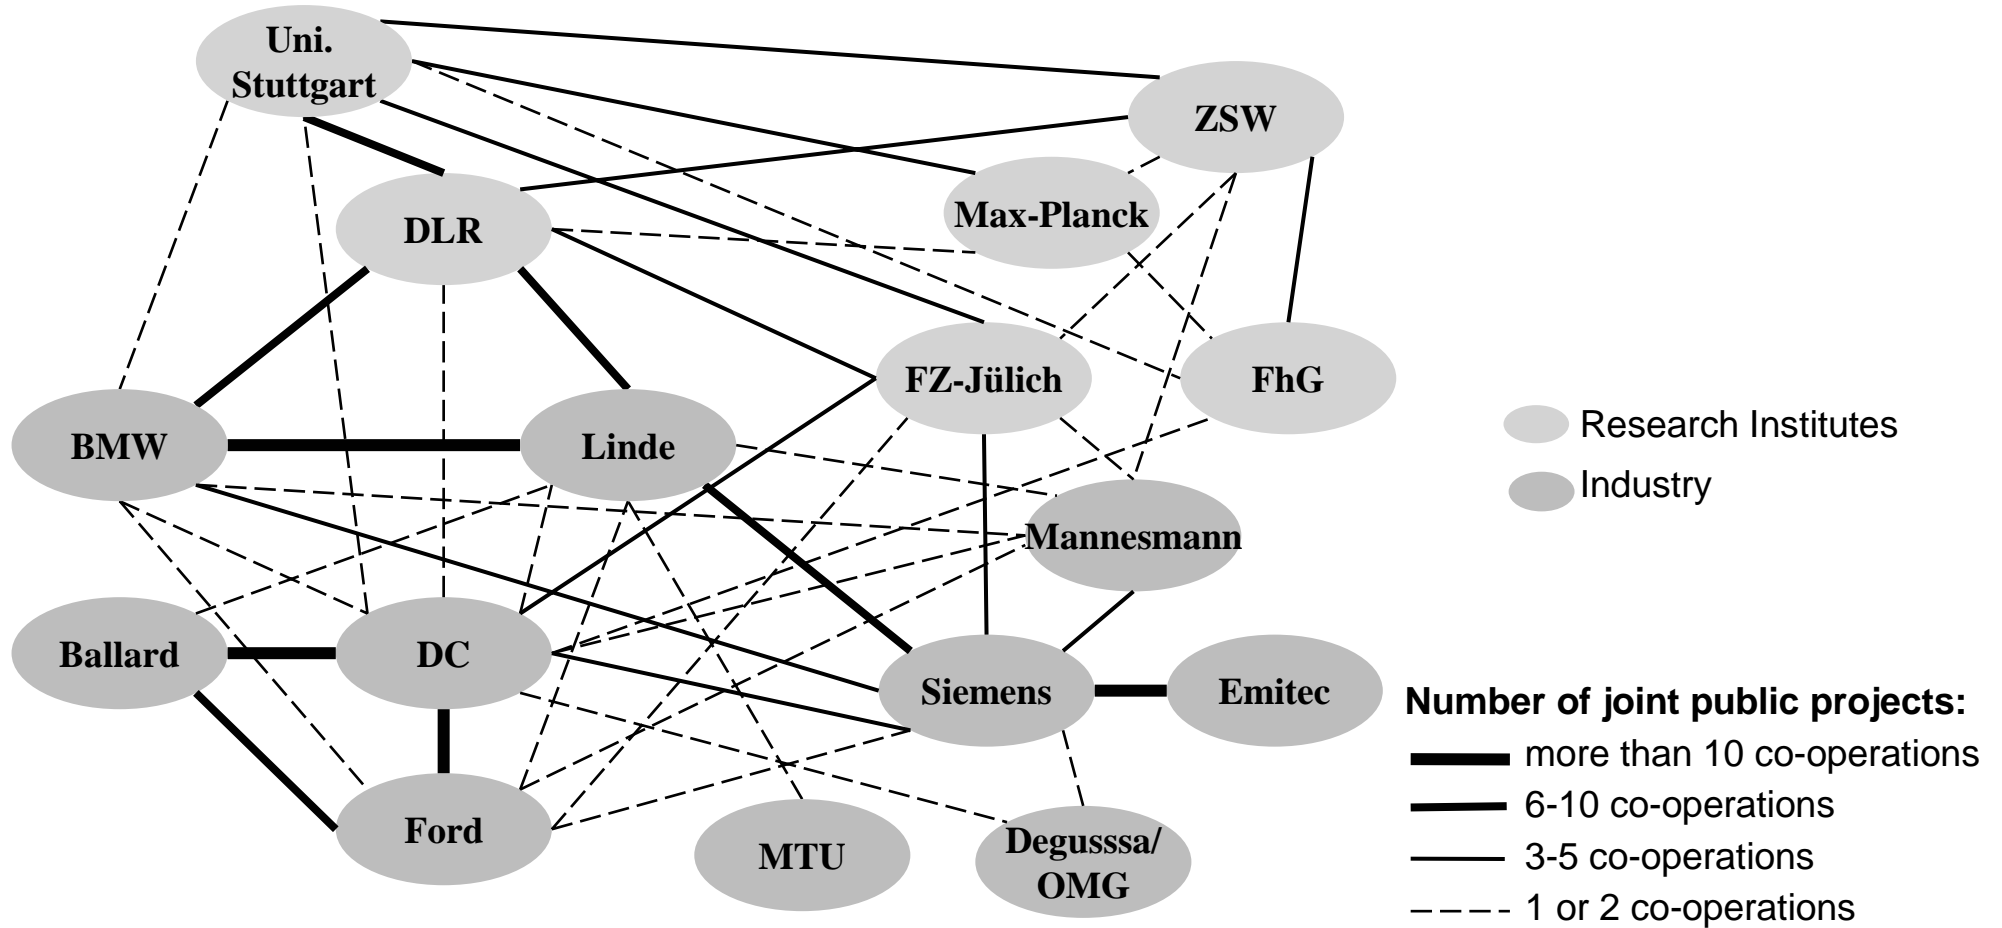 Uni.
Stuttgart
ZSW
Max-Planck
DLR
FZ-Jülich
FhG
BMW
Linde
Mannesmann
Ballard
DC
Siemens
Emitec
Ford
MTU
Degusssa/
OMG
Research Institutes
Industry
Number of joint public projects:
more than 10 co-operations
6-10 co-operations
3-5 co-operations
1 or 2 co-operations